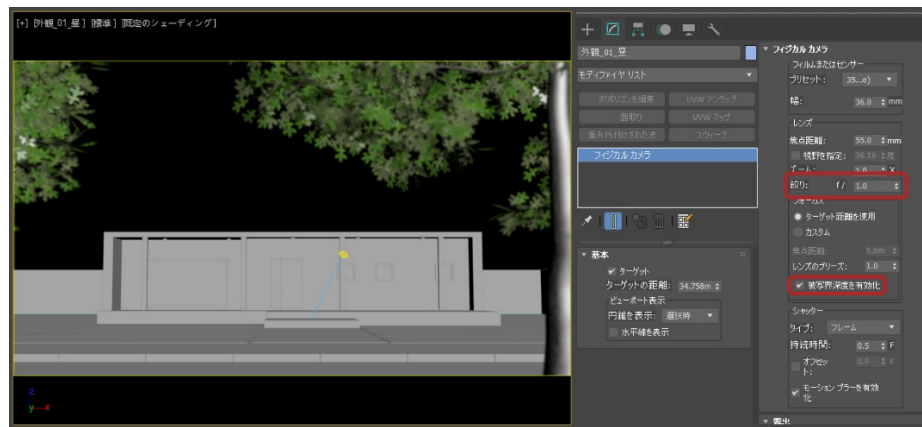 [+] [外観_01_昼] [標準] [既定のシェーディング]
z
y
x
外観_01_昼
モディファイヤ リスト
ポリゴンを編集
UVW アンラップ
面取り
UVW マップ
重み付け付けされた法
スウィープ
フィジカル カメラ
基本
ターゲット
ターゲットの距離: 34.758m
ビューポート表示
円錐を表示: 選択時
水平線を表示
フィジカル カメラ
フィルムまたはセンサー
プリセット: 35...e)
幅: 36.0 mm
レンズ
焦点距離: 55.0 mm
視野を指定: 36.19 度
ズーム: 1.0 X
絞り: f / 1.0
フォーカス
ターゲット距離を使用
カスタム
焦点距離: 5.0m
レンズのブリーズ: 1.0
被写界深度を有効化
シャッター
タイプ: フレーム
持続時間: 0.5 F
オフセッ
ト: 0.0 F
モーション ブラーを有効
化
露出